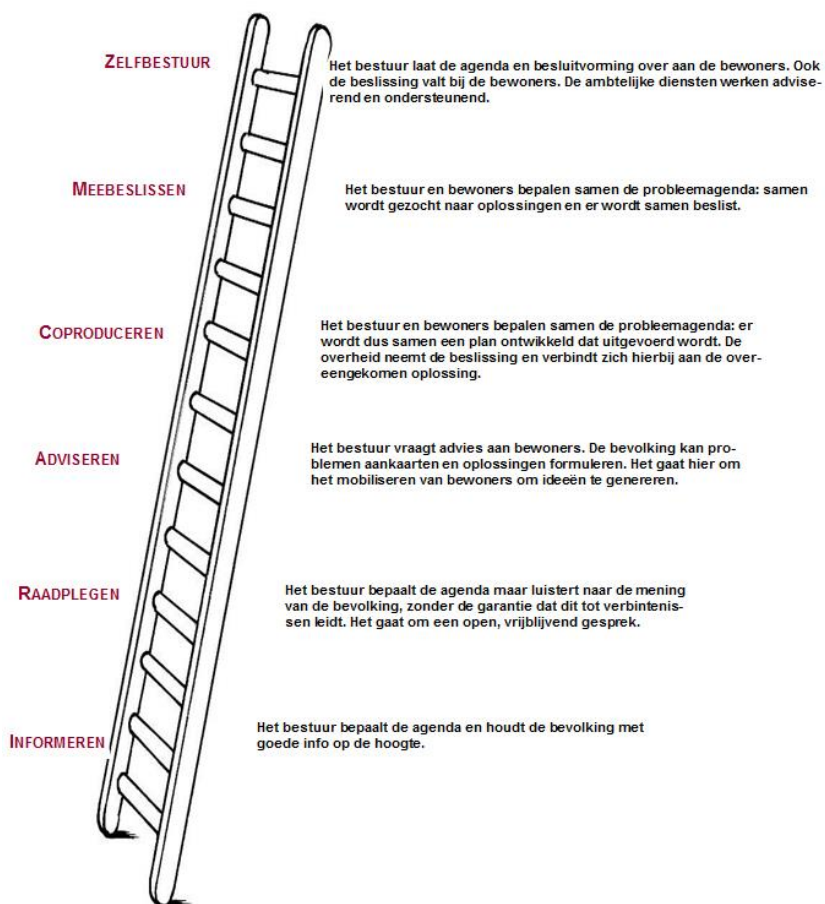 ZELFBESTUUR
Het bestuur laat de agenda en besluitvorming over aan de bewoners. Ook
de beslissing valt bij de bewoners. De ambtelijke diensten werken advise-
rend en ondersteunend.
MEEBESLISSEN
Het bestuur en bewoners bepalen samen de probleemagenda: samen
wordt gezocht naar oplossingen en er wordt samen beslist.
COPRODUCEREN
Het bestuur en bewoners bepalen samen de probleemagenda: er
wordt dus samen een plan ontwikkeld dat uitgevoerd wordt. De
overheid neemt de beslissing en verbindt zich hierbij aan de over-
eengekomen oplossing.
ADVISEREN
Het bestuur vraagt advies aan bewoners. De bevolking kan pro-
blemen aankaarten en oplossingen formuleren. Het gaat hier om
het mobiliseren van bewoners om ideeën te genereren.
RAADPLEGEN
Het bestuur bepaalt de agenda maar luistert naar de mening
van de bevolking, zonder de garantie dat dit tot verbintenis-
sen leidt. Het gaat om een open, vrijblijvend gesprek.
INFORMEREN
Het bestuur bepaalt de agenda en houdt de bevolking met
goede info op de hoogte.